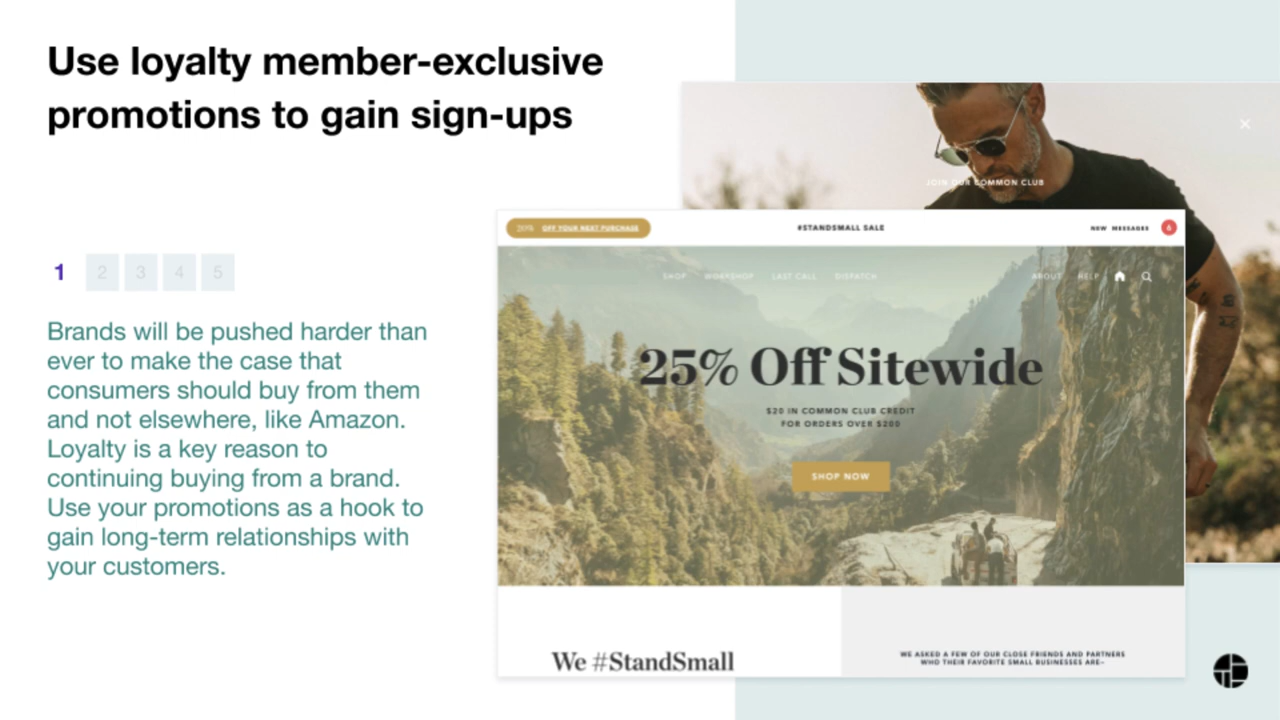 Use loyalty member-exclusive
promotions to gain sign-ups
1 2 3 4 5
Brands will be pushed harder than
ever to make the case that
consumers should buy from them
and not elsewhere, like Amazon.
Loyalty is a key reason to
continuing buying from a brand.
Use your promotions as a hook to
gain long-term relationships with
your customers.
JOIN OUR COMMON CLUB
OFF YOUR NEXT PURCHASE
#STANDSMALL SALE
NEW MESSAGES
SHOP WORKSHOP LAST CALL DISPATCH
ABOUT HELP
25% Off Sitewide
$20 IN COMMON CLUB CREDIT
FOR ORDERS OVER $200
SHOP NOW
We #StandSmall
WE ASKED A FEW OF OUR CLOSE FRIENDS AND PARTNERS
WHO THEIR FAVORITE SMALL BUSINESSES ARE–